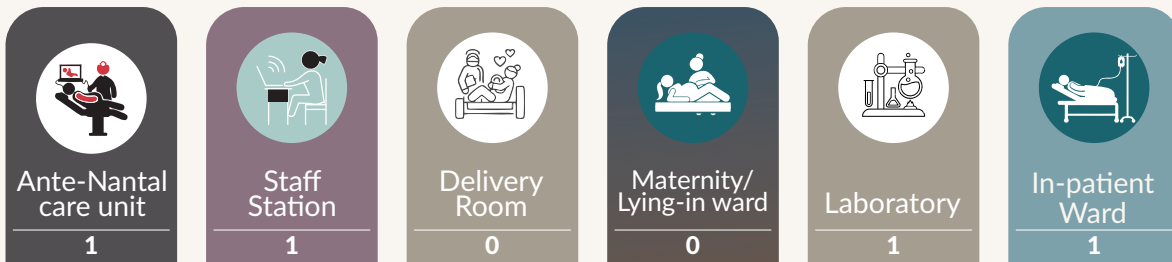 Ante-Nantal
care unit
1
Staff
Station
1
Delivery
Room
0
Maternity/
Lying-in ward
0
Laboratory
1
In-patient
Ward
1